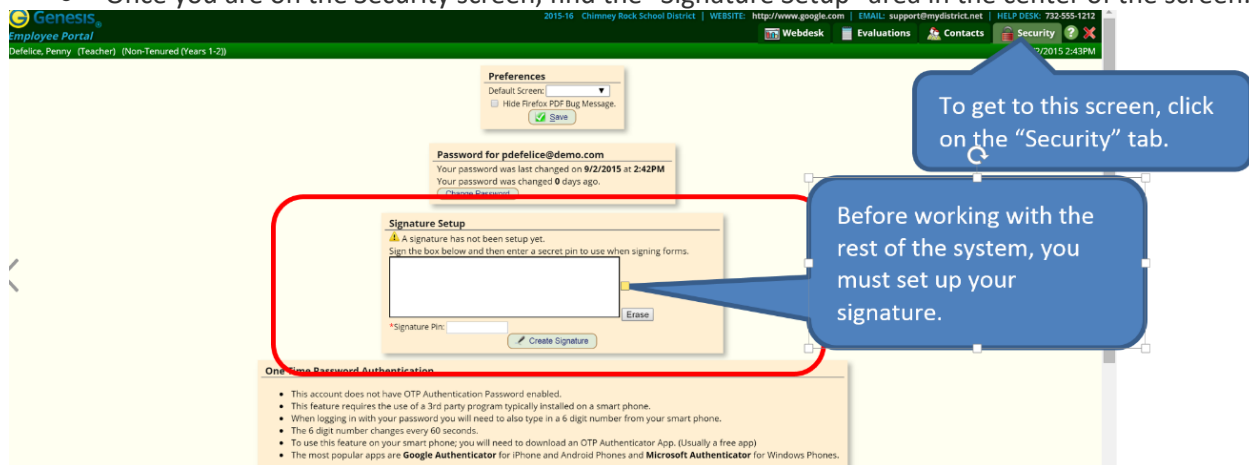 Once you are on the Security screen, find the "Signature Setup" area in the center of the screen.
Genesis
2015-16 Chimney Rock School District | WEBSITE: http://www.google.com | EMAIL: support@mydistrict.net | HELP DESK: 732-555-1212
Employee Portal
Webdesk Evaluations Contacts Security
Defelice, Penny (Teacher) (Non-Tenured (Years 1-2))
/2015 2:43PM
Preferences
Default Screen:
Hide Firefox PDF Bug Message.
Save
To get to this screen, click
on the “Security” tab.
Password for pdefelice@demo.com
Your password was last changed on 9/2/2015 at 2:42PM
Your password was changed 0 days ago.
Change Password
Signature Setup
A signature has not been setup yet.
Sign the box below and then enter a secret pin to use when signing forms.
Erase
*Signature Pin:
Create Signature
Before working with the
rest of the system, you
must set up your
signature.
One Time Password Authentication
• This account does not have OTP Authentication Password enabled.
• This feature requires the use of a 3rd party program typically installed on a smart phone.
• When logging in with your password you will need to also type in a 6 digit number from your smart phone.
• The 6 digit number changes every 60 seconds.
• To use this feature on your smart phone; you will need to download an OTP Authenticator App. (Usually a free app)
• The most popular apps are Google Authenticator for iPhone and Android Phones and Microsoft Authenticator for Windows Phones.